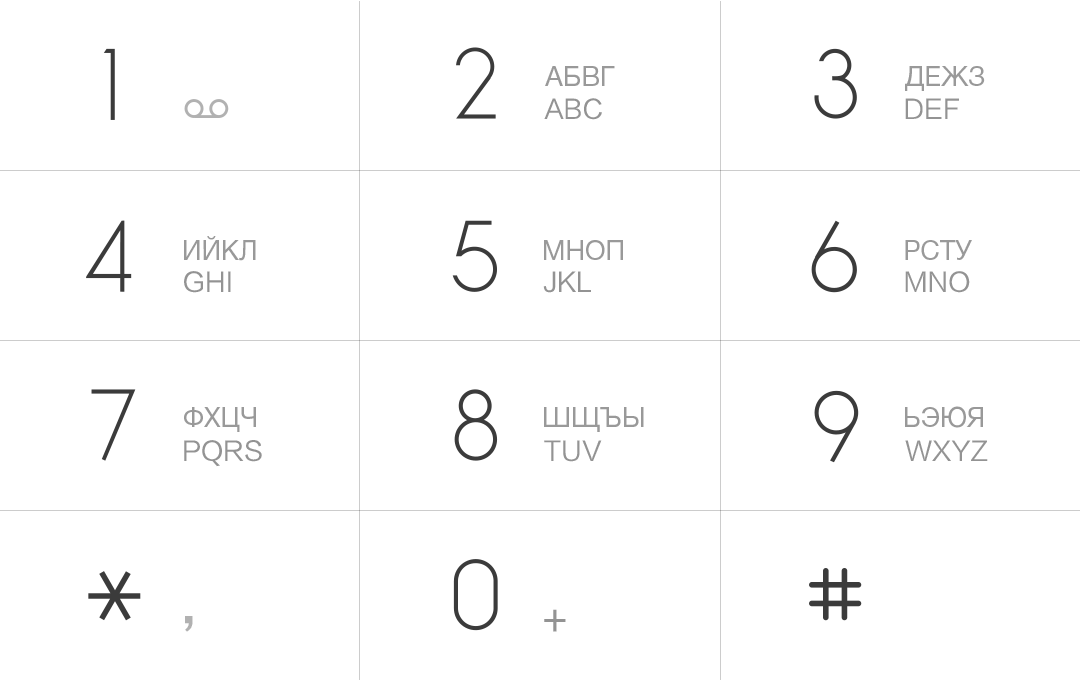 1
2 АБВГ
ABC
3 ДЕЖЗ
DEF
4 ИЙКЛ
GHI
5 МНОП
JKL
6 РСТУ
MNO
7 ФХЦЧ
PQRS
8 ШЩЪЫ
TUV
9 ЬЭЮЯ
WXYZ
* ,
0 +
#